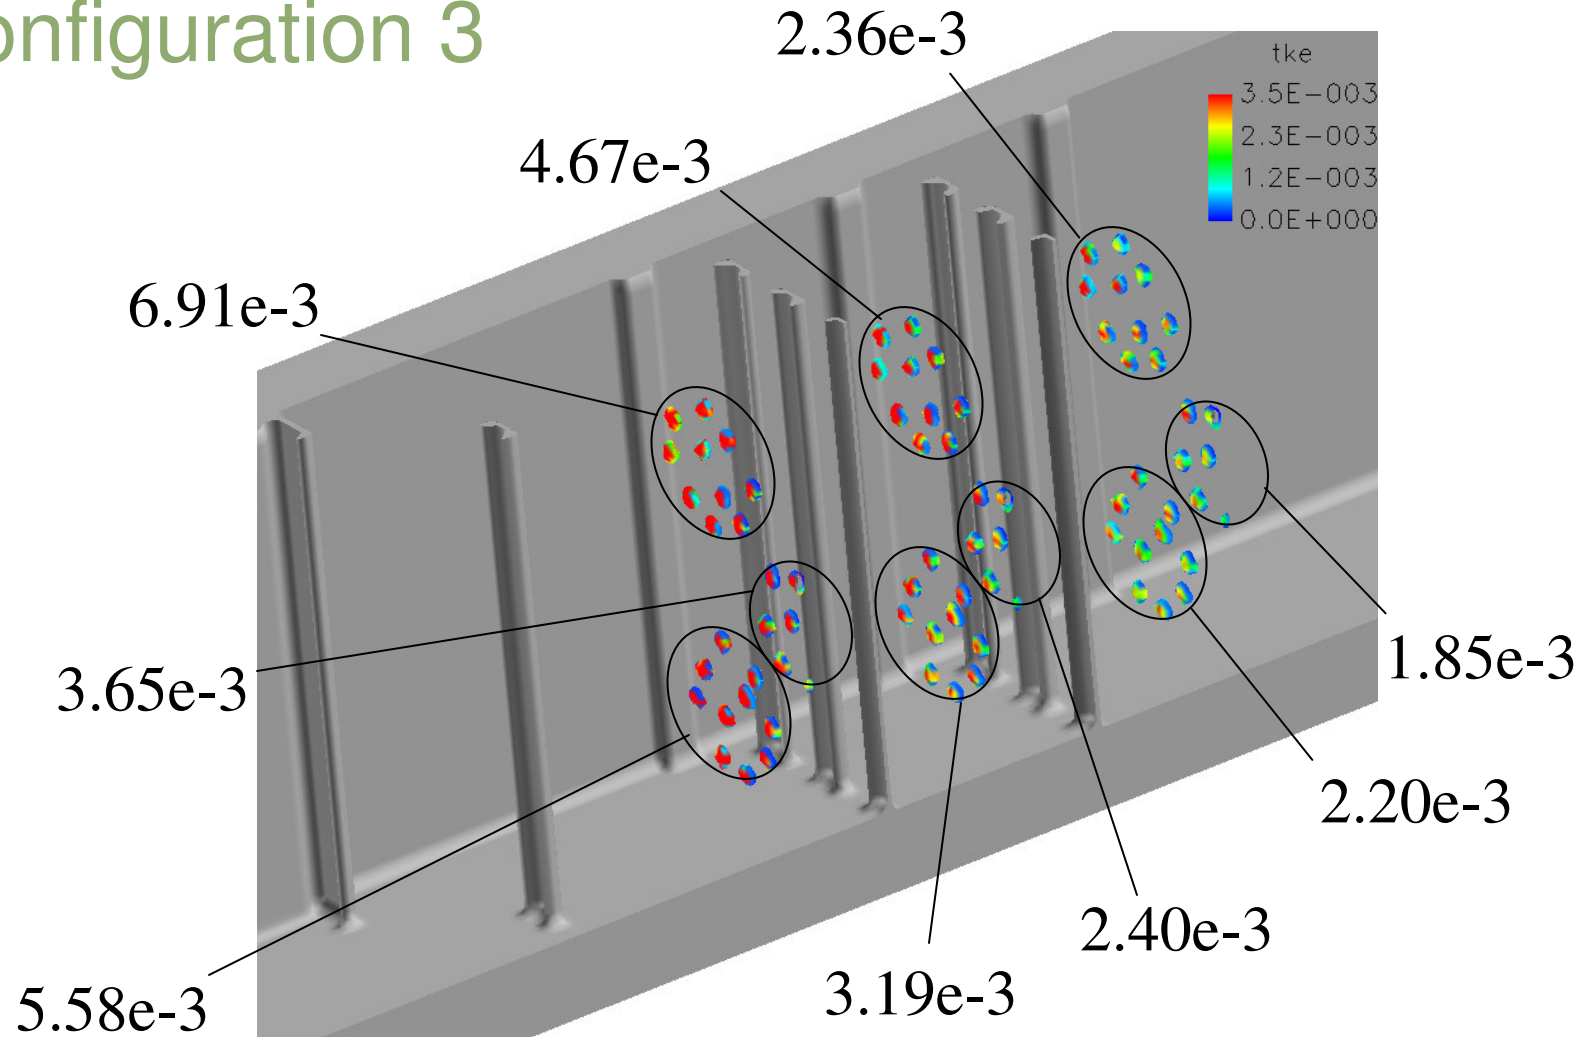 onfiguration 3
2.36e-3
tke
3.5E-003
2.3E-003
1.2E-003
0.0E+000
4.67e-3
6.91e-3
3.65e-3
1.85e-3
2.20e-3
2.40e-3
3.19e-3
5.58e-3